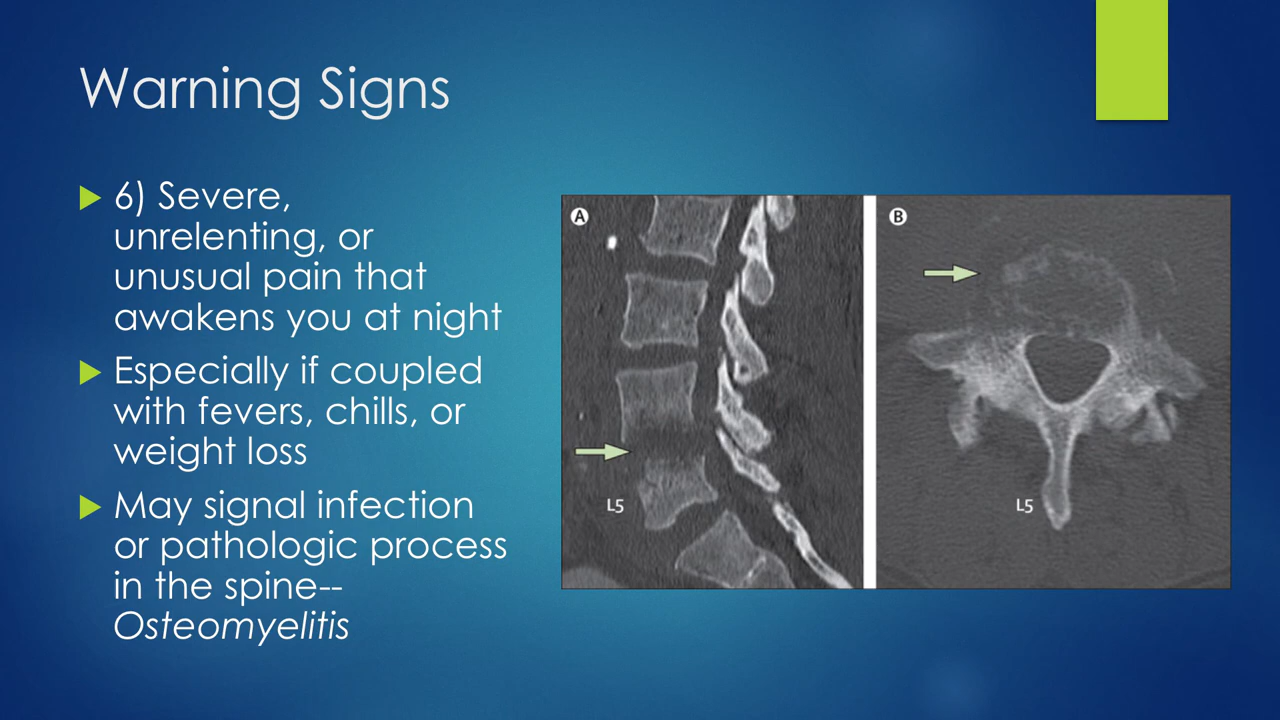 Warning Signs
6) Severe,
unrelenting, or
unusual pain that
awakens you at night
Especially if coupled
with fevers, chills, or
weight loss
May signal infection
or pathologic process
in the spine--
Osteomyelitis
A
L5
B
L5